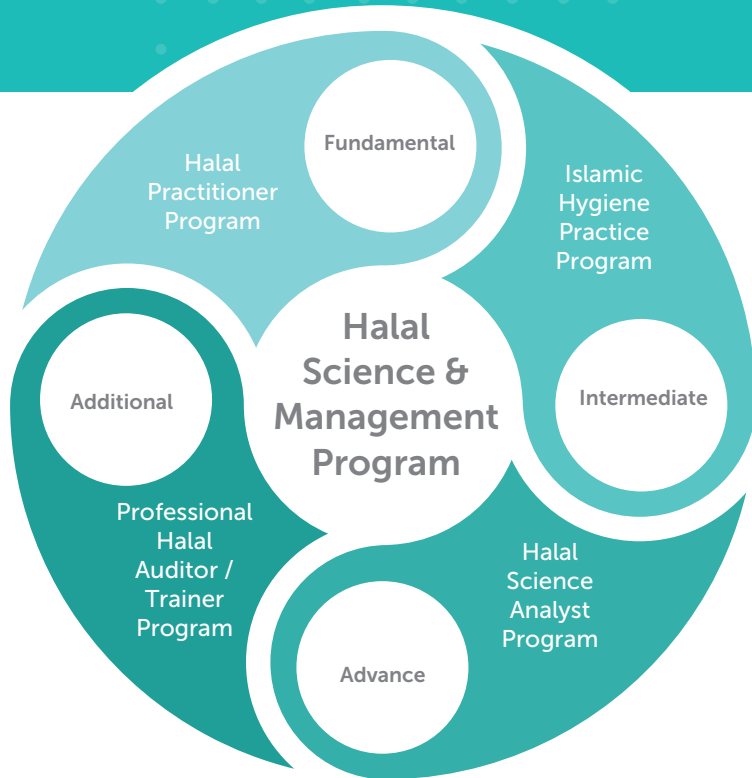 Fundamental
Halal
Practitioner
Program
Islamic
Hygiene
Practice
Program
Halal
Science &
Management
Program
Additional
Intermediate
Professional
Halal
Auditor /
Trainer
Program
Halal
Science
Analyst
Program
Advance